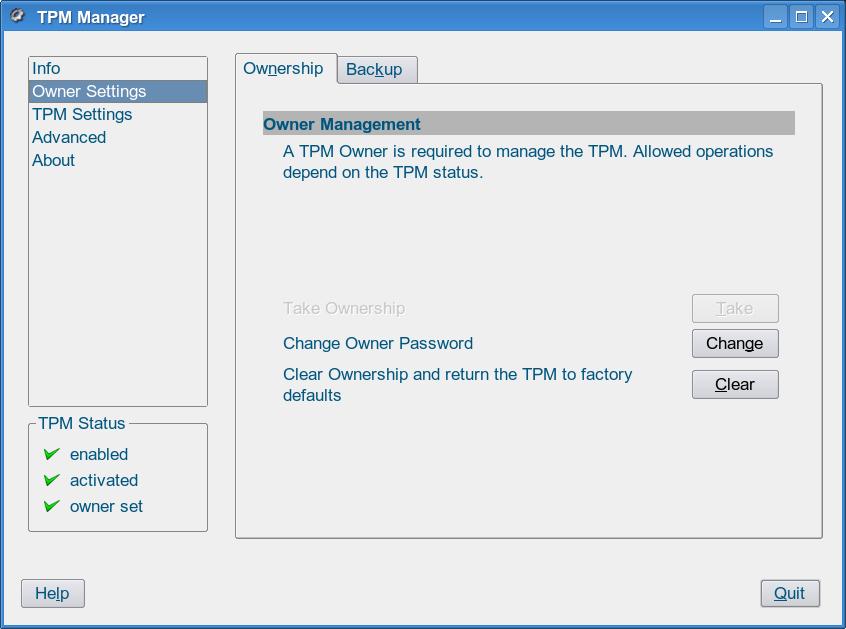 TPM Manager
Info
Owner Settings
TPM Settings
Advanced
About
TPM Status
enabled
activated
owner set
Ownership
Backup
Owner Management
A TPM Owner is required to manage the TPM. Allowed operations
depend on the TPM status.
Take Ownership
Take
Change Owner Password
Change
Clear Ownership and return the TPM to factory
defaults
Clear
Help
Quit